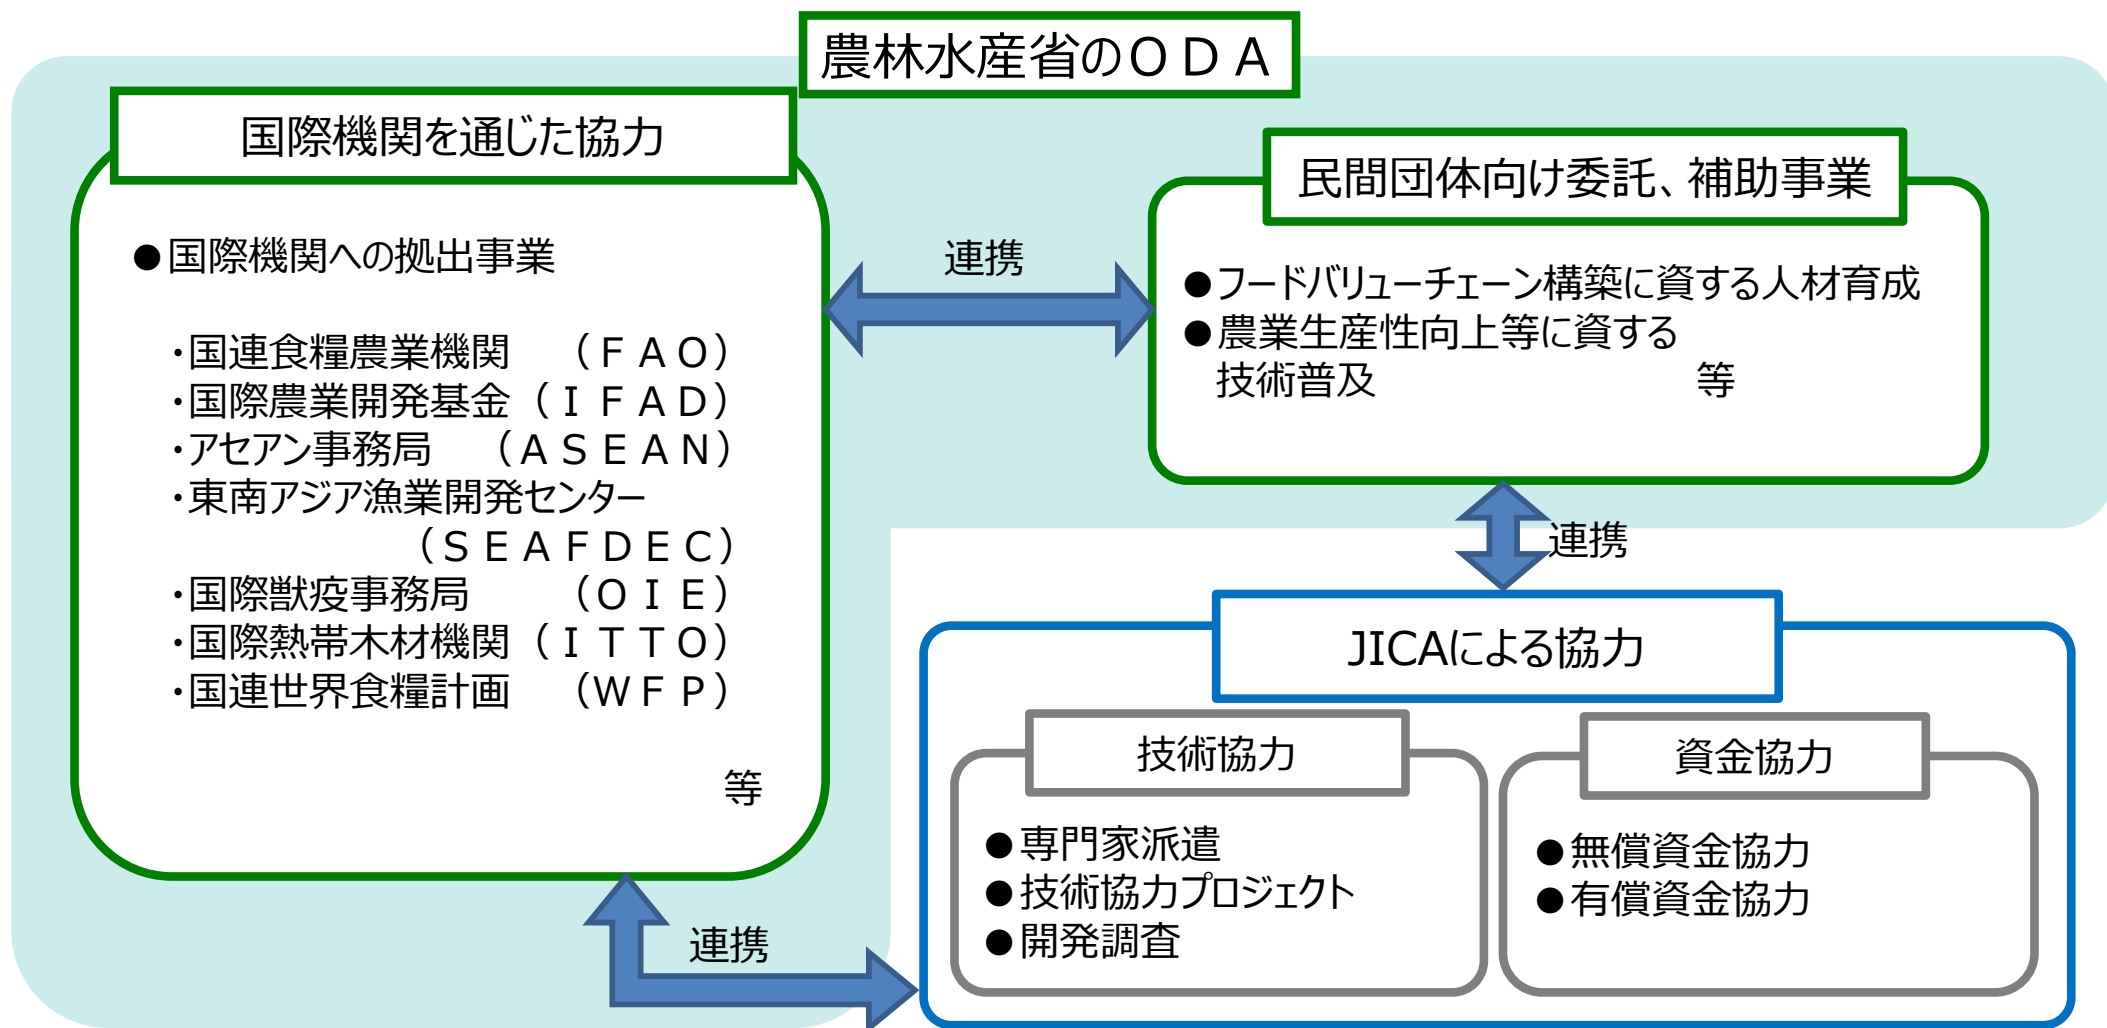 農林水産省のＯＤＡ
国際機関を通じた協力
●国際機関への拠出事業
・国連食糧農業機関　（ＦＡＯ）
・国際農業開発基金（ＩＦＡＤ）
・アセアン事務局　（ＡＳＥＡＮ）
・東南アジア漁業開発センター
（ＳＥＡＦＤＥＣ）
・国際獣疫事務局　　（ＯＩＥ）
・国際熱帯木材機関（ＩＴＴＯ）
・国連世界食糧計画　（ＷＦＰ）
等
連携
民間団体向け委託、補助事業
●フードバリューチェーン構築に資する人材育成
●農業生産性向上等に資する
技術普及　　　　　　　　等
連携
JICAによる協力
技術協力
●専門家派遣
●技術協力プロジェクト
●開発調査
資金協力
●無償資金協力
●有償資金協力
連携